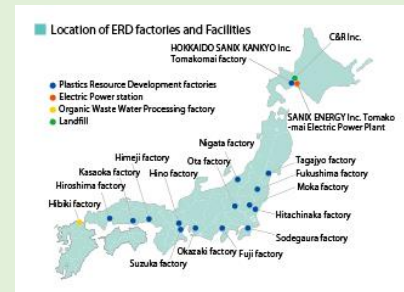 Location of ERD factories and Facilities
C&R Inc.
HOKKAIDO SANIX KANKYO Inc.
Tomakomai factory
Plastics Resource Development factories
Electric Power station
Organic Waste Water Processing factory
Landfill
SANIX ENERGY Inc. Tomako
-mai Electric Power Plant
Nigata factory
Ota factory
Tagajyo factory
Himeji factory
Fukushima factory
Kasaoka factory
Hino factory
Moka factory
Hiroshima factory
Hibiki factory
Hitachinaka factory
Sodegaura factory
Okazaki factory
Fuji factory
Suzuka factory